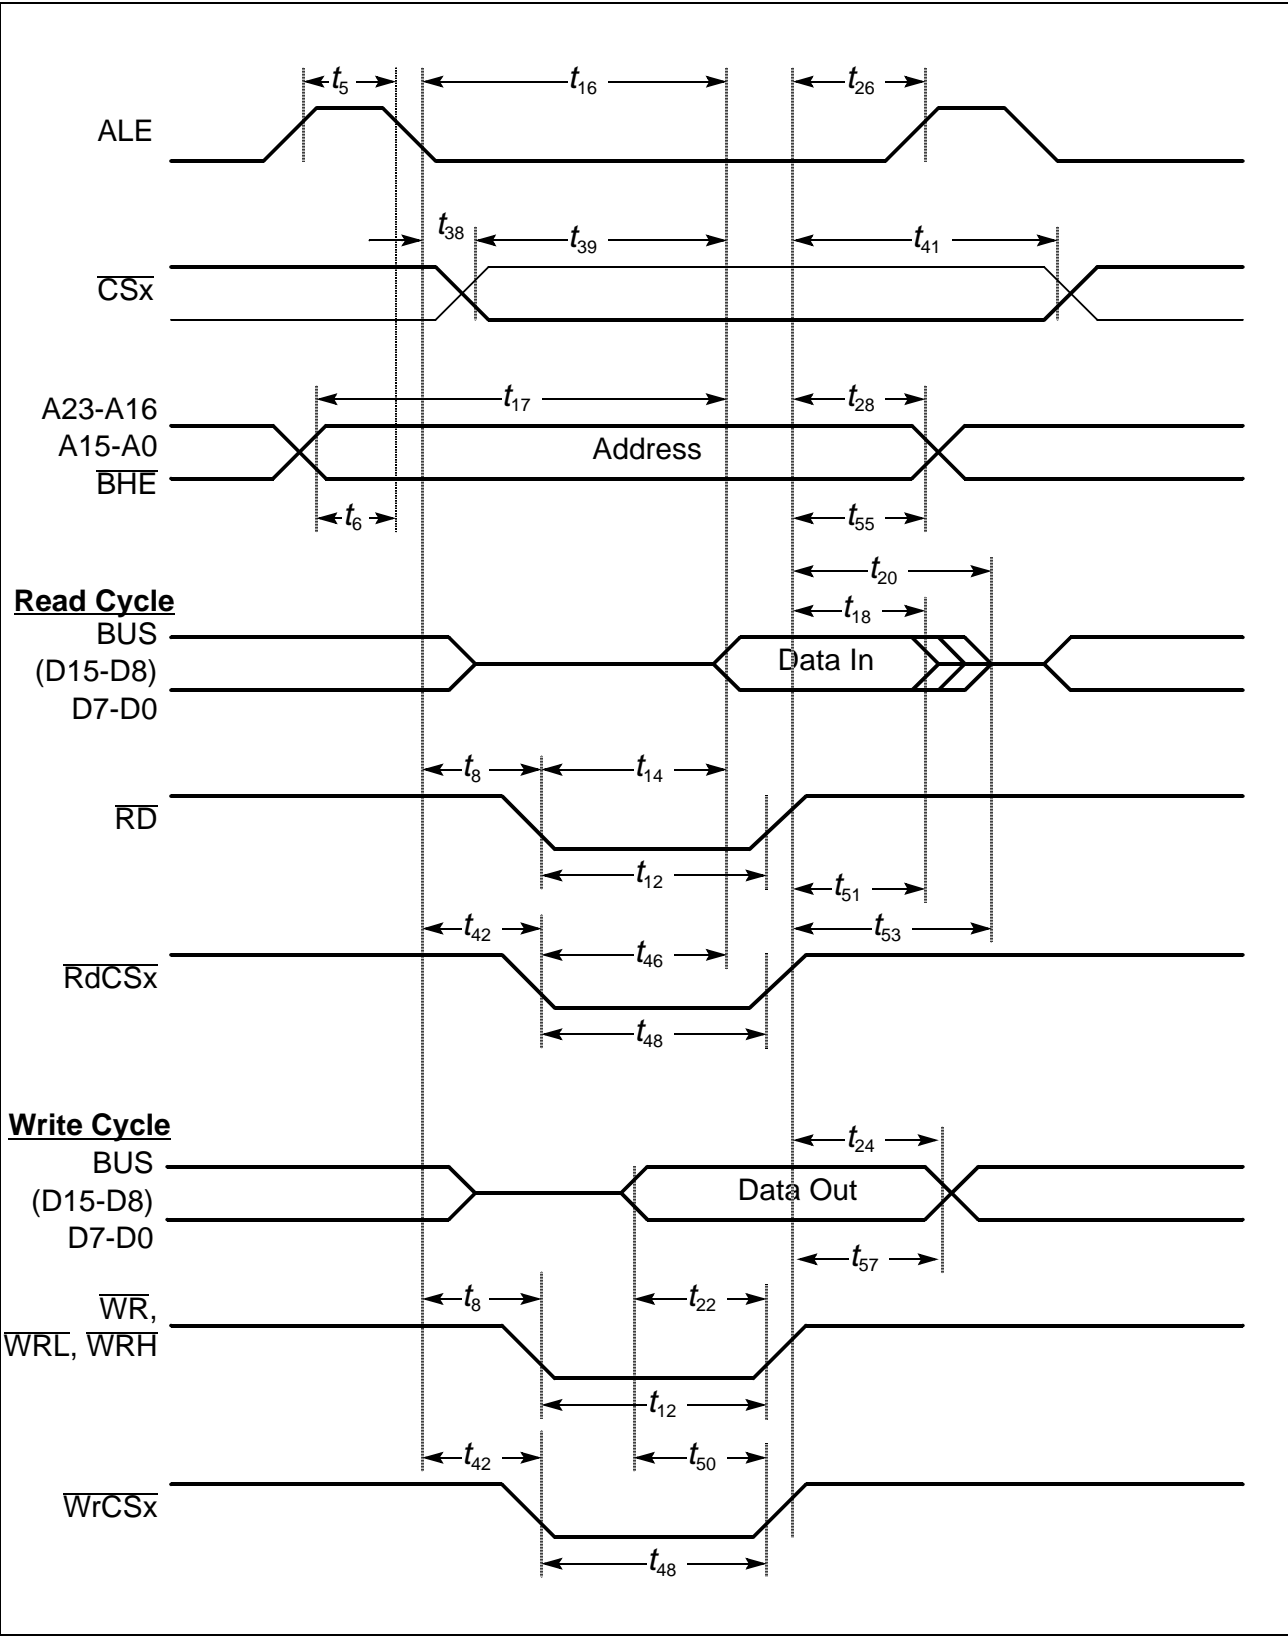 t5 t16 t26
ALE
t38 t39 t41
CSx
t17 t28
A23-A16
A15-A0 Address
BHE
t6 t55
t20
Read Cycle t18
BUS
(D15-D8) Data In
D7-D0
t8 t14
RD
t12 t51
t42 t53
t46
RdCSx
t48
Write Cycle
t24
BUS
(D15-D8) Data Out
D7-D0
t57
WR, t8 t22
WRL, WRH
t12
t42 t50
WrCSx
t48